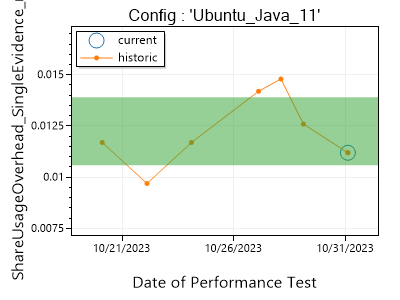 Config : 'Ubuntu_Java_11'
current
historic
ShareUsageOverhead_SingleEvidence_
0.015
0.0125
0.01
0.0075
10/21/2023
10/26/2023
10/31/2023
Date of Performance Test